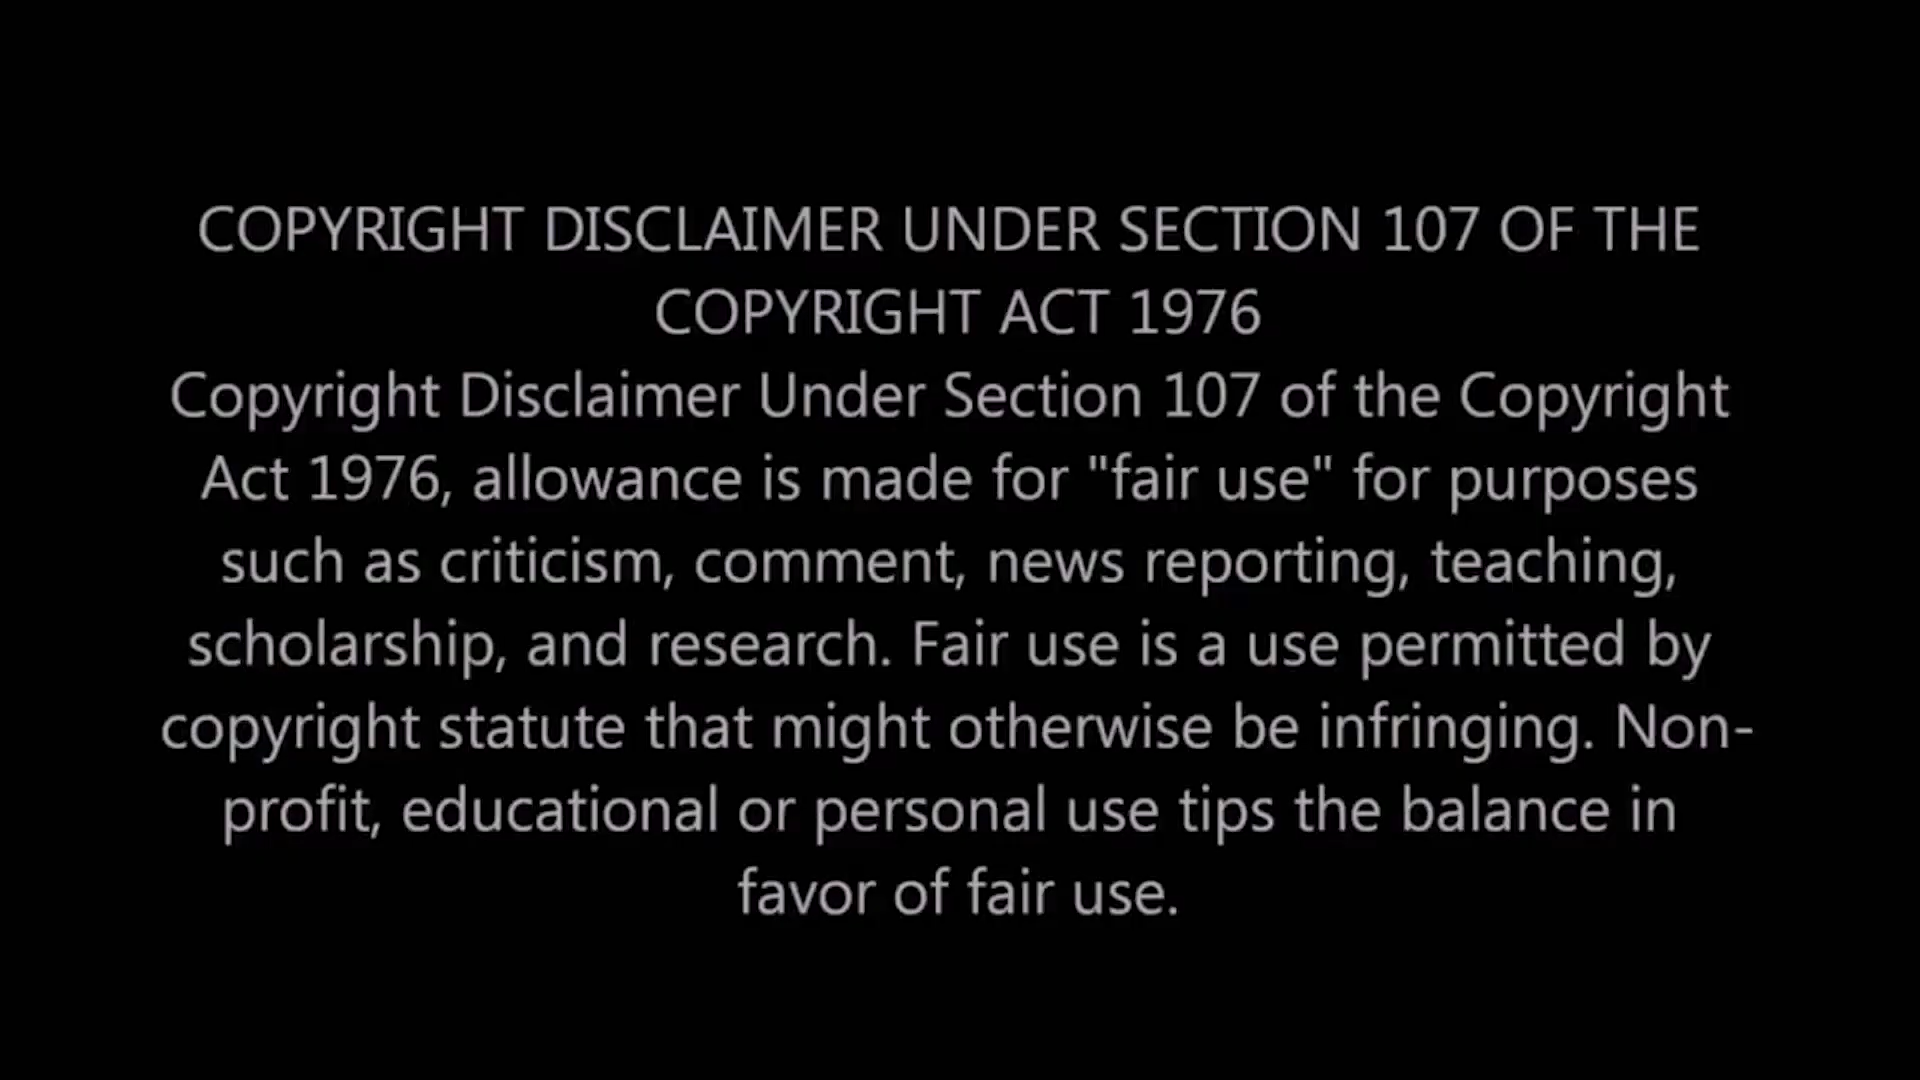 COPYRIGHT DISCLAIMER UNDER SECTION 107 OF THE
COPYRIGHT ACT 1976
Copyright Disclaimer Under Section 107 of the Copyright
Act 1976, allowance is made for "fair use" for purposes
such as criticism, comment, news reporting, teaching,
scholarship, and research. Fair use is a use permitted by
copyright statute that might otherwise be infringing. Non-
profit, educational or personal use tips the balance in
favor of fair use.